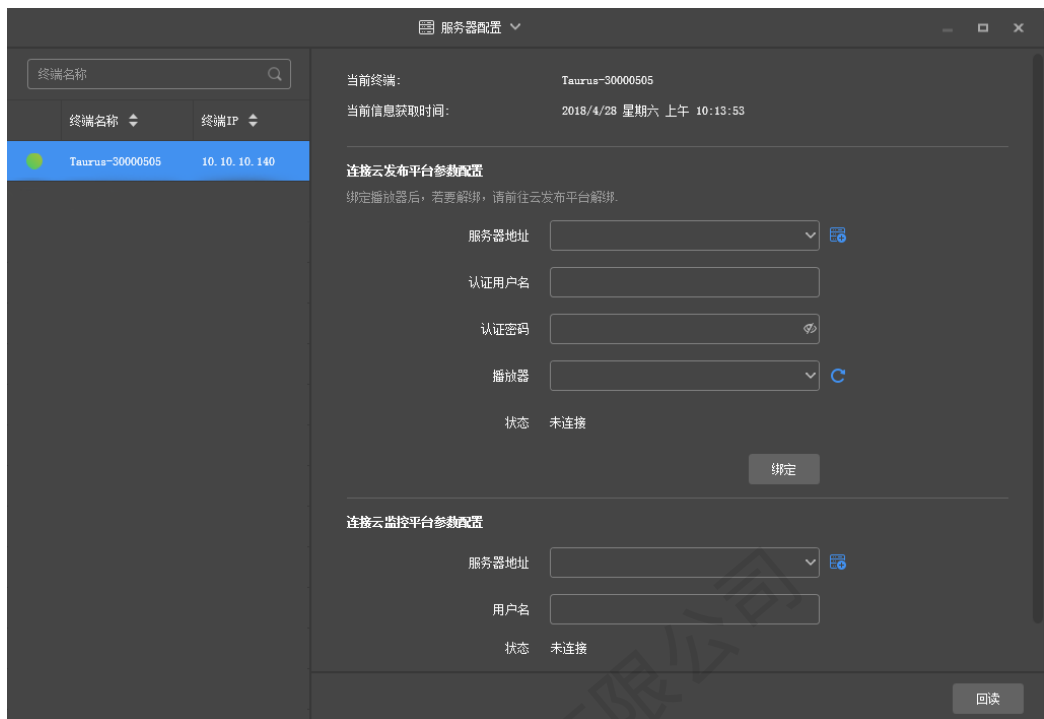 服务器配置
终端名称
终端名称 终端IP
Taurus-30000505 10.10.10.140
当前终端: Taurus-30000505
当前信息获取时间: 2018/4/28 星期六 上午 10:13:53
连接云发布平台参数配置
绑定播放器后，若要解绑，请前往云发布平台解绑.
服务器地址
认证用户名
认证密码
播放器
状态 未连接
绑定
连接云监控平台参数配置
服务器地址
用户名
状态 未连接
回读
有限公司